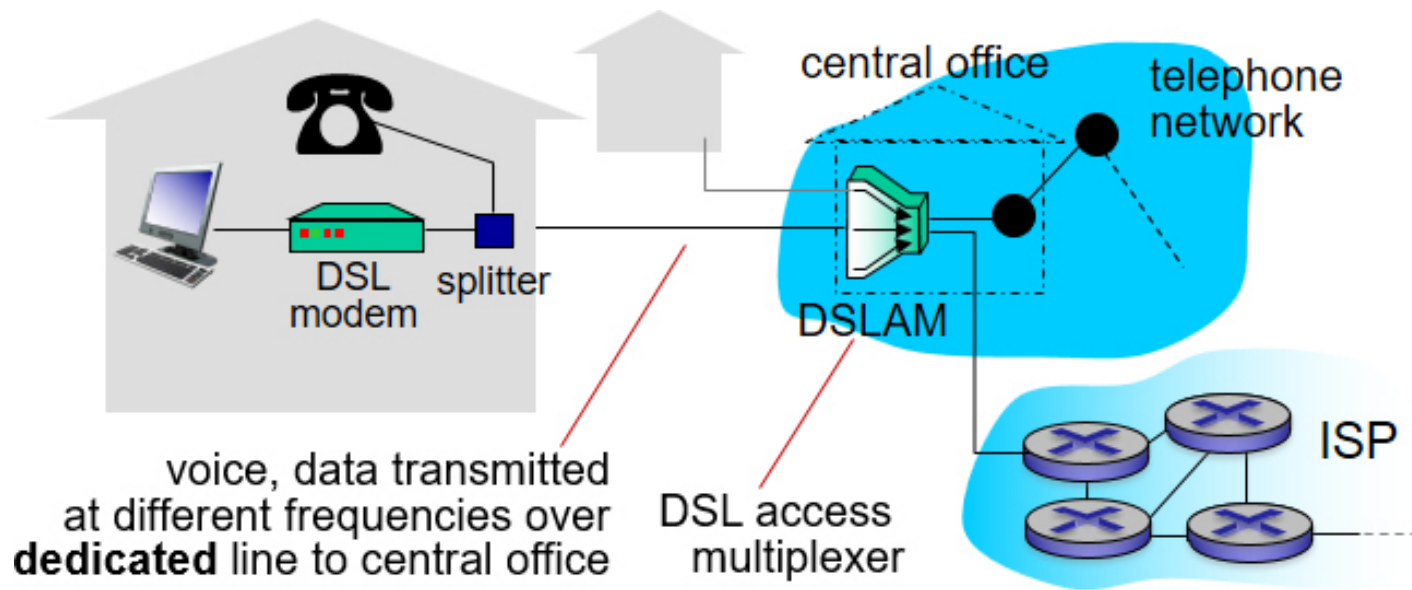 central office
telephone
network
DSL
modem
splitter
DSLAM
ISP
voice, data transmitted
at different frequencies over
dedicated line to central office
DSL access
multiplexer